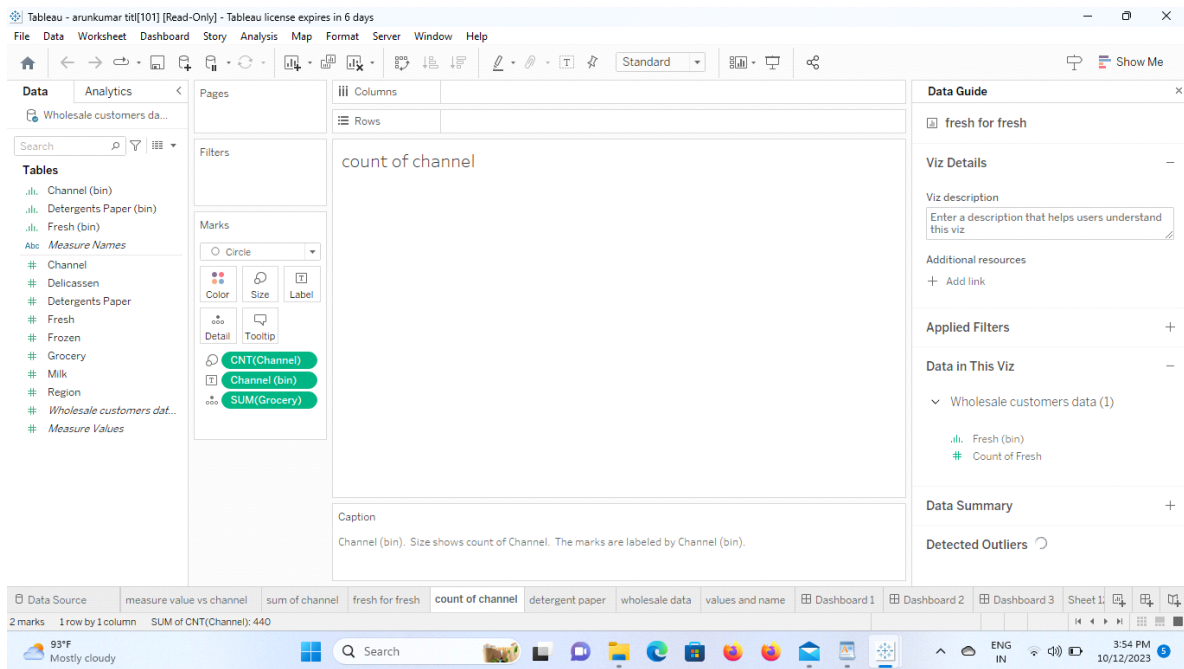 Tableau - arunkumar titl[101] [Read-Only] - Tableau license expires in 6 days
File Data Worksheet Dashboard Story Analysis Map Format Server Window Help
Standard
Show Me
Data Analytics
Wholesale customers da...
Search
Tables
Channel (bin)
Detergents Paper (bin)
Fresh (bin)
Abc Measure Names
# Channel
# Delicassen
# Detergents Paper
# Fresh
# Frozen
# Grocery
# Milk
# Region
# Wholesale customers dat...
# Measure Values
Pages
Filters
Marks
Circle
Color Size Label
Detail Tooltip
CNT(Channel)
T Channel (bin)
SUM(Grocery)
iii Columns
Rows
count of channel
Caption
Channel (bin). Size shows count of Channel. The marks are labeled by Channel (bin).
Data Guide
fresh for fresh
Viz Details
Viz description
Enter a description that helps users understand
this viz
Additional resources
+ Add link
Applied Filters
Data in This Viz
Wholesale customers data (1)
Fresh (bin)
# Count of Fresh
Data Summary
Detected Outliers
Data Source measure value vs channel sum of channel fresh for fresh count of channel detergent paper wholesale data values and name Dashboard 1 Dashboard 2 Dashboard 3 Sheet 1
2 marks 1 row by 1 column SUM of CNT(Channel): 440
93°F
Mostly cloudy
Search
ENG
IN
3:54 PM
10/12/2023
5